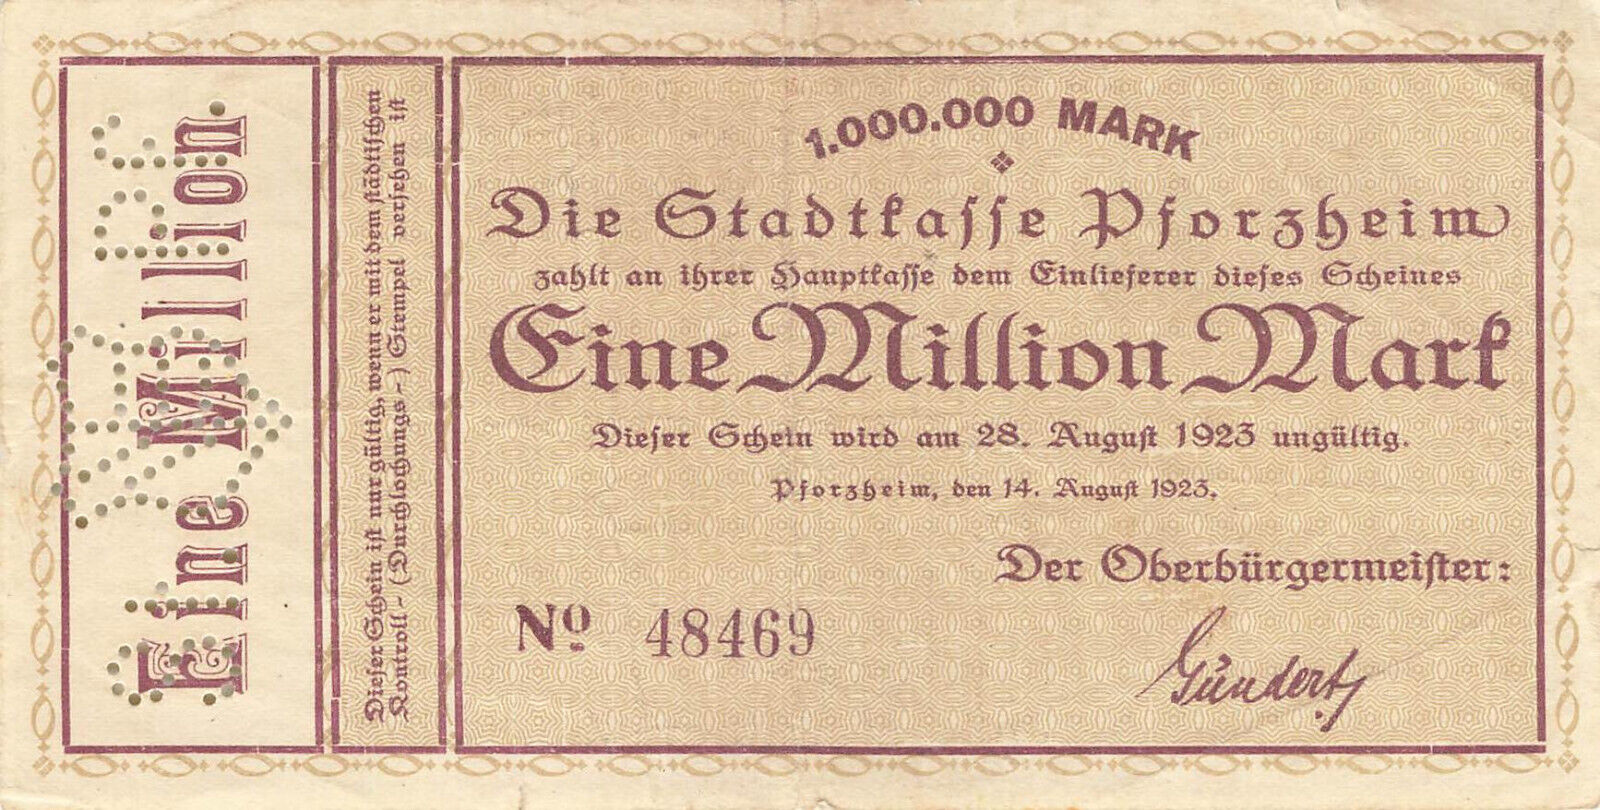 Eine Million.
Dieser Schein ist nur gültig, wenn er mit dem städtischen
Kontroll-(Durchlochungs-) Stempel versehen ist
1.000.000 MARK
Die Stadtkasse Pforzheim
zahlt an ihrer Hauptkasse dem Einlieferer dieses Scheines
Eine Million Mark
Dieser Schein wird am 28. August 1923 ungültig.
Pforzheim, den 14. August 1923.
Der Oberbürgermeister:
Nº 48469
Gündert